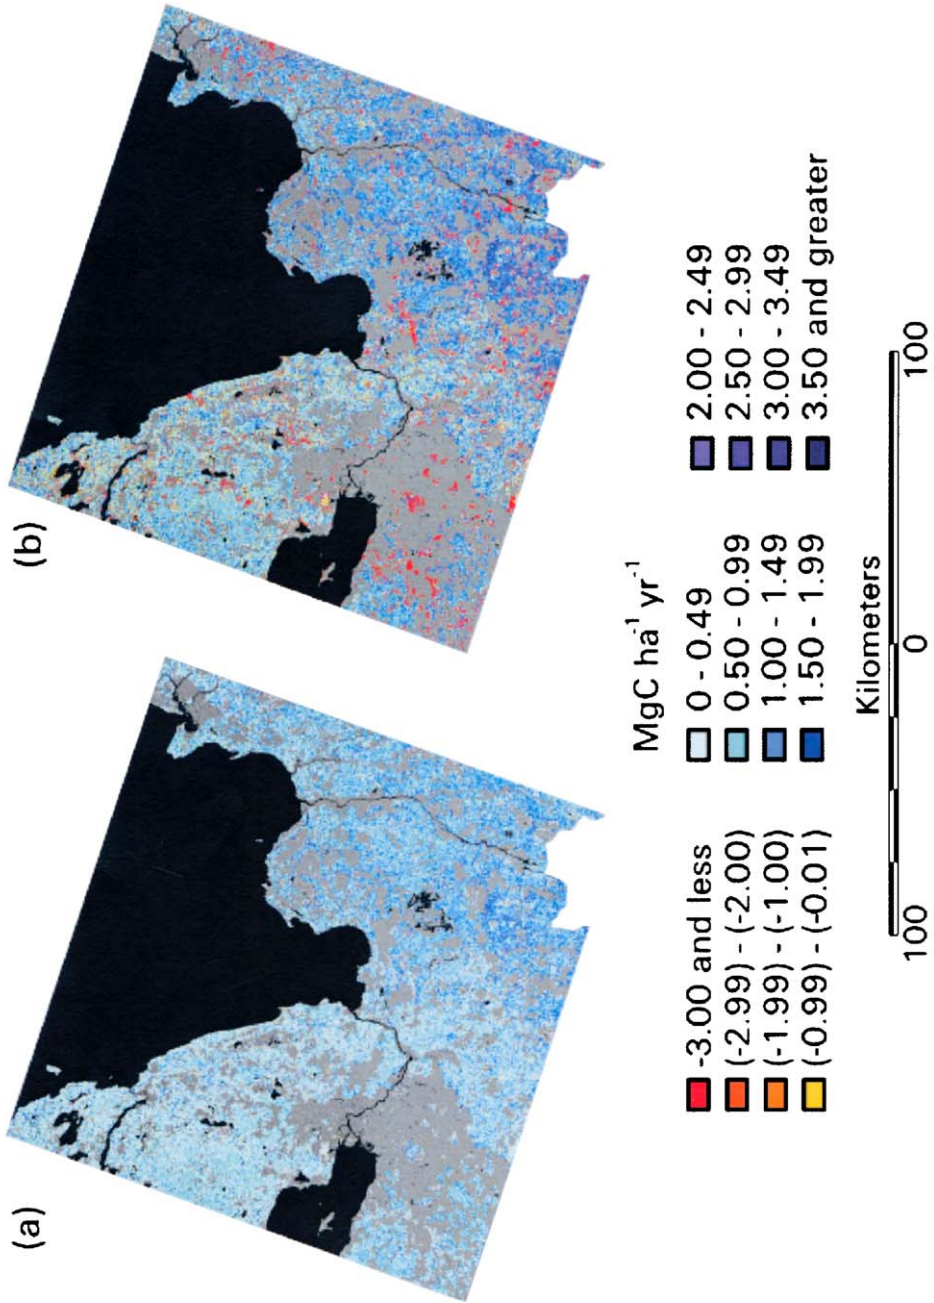 (a)
(b)
MgC ha⁻¹ yr⁻¹
-3.00 and less
(-2.99) - (-2.00)
(-1.99) - (-1.00)
(-0.99) - (-0.01)
0 - 0.49
0.50 - 0.99
1.00 - 1.49
1.50 - 1.99
2.00 - 2.49
2.50 - 2.99
3.00 - 3.49
3.50 and greater
Kilometers
100 0 100